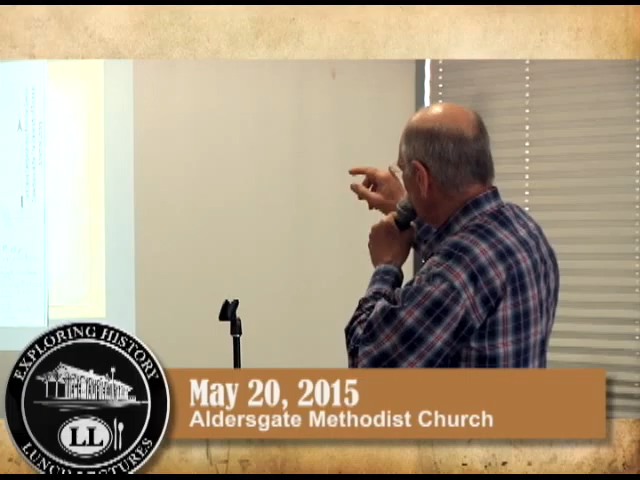 May 20, 2015
Aldersgate Methodist Church
EXPLORING HISTORY
LL
LUNCH LECTURES